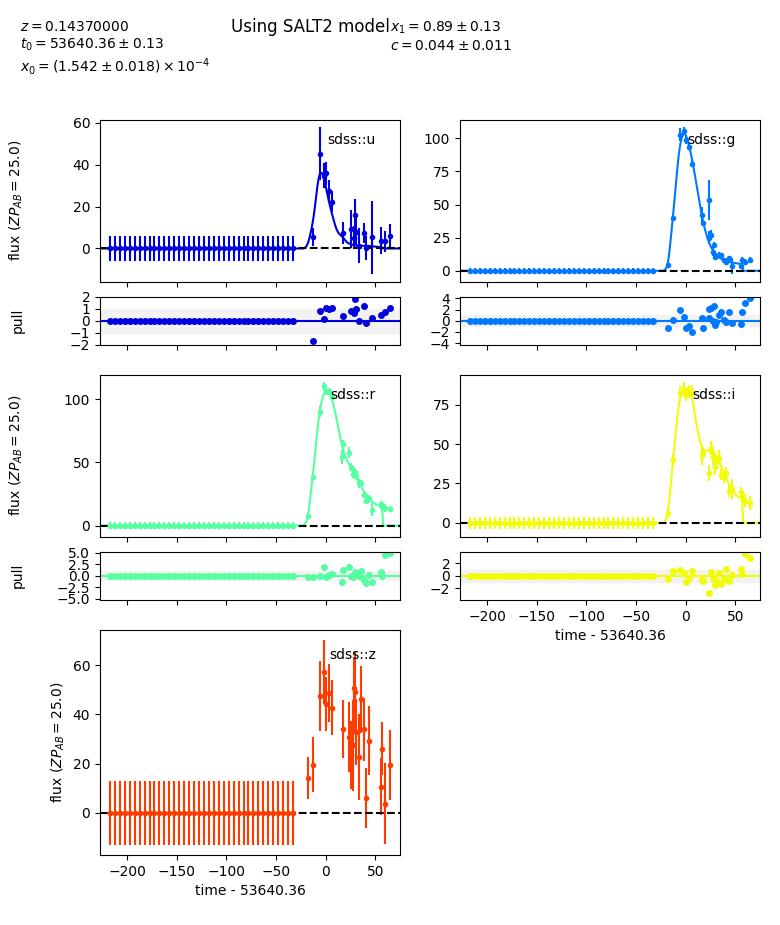 z = 0.14370000
Using SALT2 model
x₁ = 0.89 ± 0.13
t₀ = 53640.36 ± 0.13
c = 0.044 ± 0.011
x₀ = (1.542 ± 0.018) × 10⁻⁴
flux (ZP_AB = 25.0)
60
40
20
0
sdss::u
100
75
50
25
0
sdss::g
pull
2
1
0
−1
−2
4
2
0
−2
−4
flux (ZP_AB = 25.0)
100
50
0
sdss::r
75
50
25
0
sdss::i
pull
5.0
2.5
0.0
−2.5
−5.0
2
0
−2
−200 −150 −100 −50 0 50
time - 53640.36
flux (ZP_AB = 25.0)
60
40
20
0
sdss::z
−200 −150 −100 −50 0 50
time - 53640.36